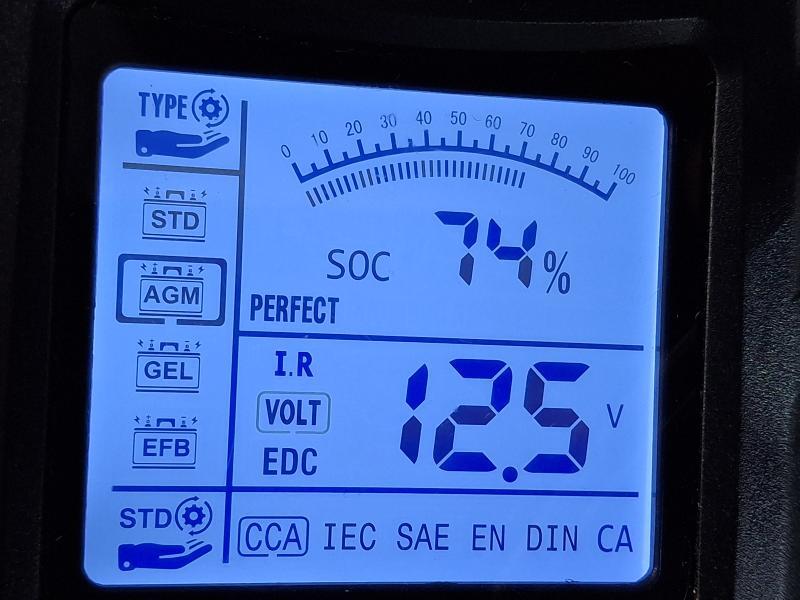 TYPE
STD
AGM
GEL
EFB
STD
0 10 20 30 40 50 60 70 80 90 100
SOC 74%
PERFECT
I.R
VOLT
EDC
12.5 V
CCA IEC SAE EN DIN CA